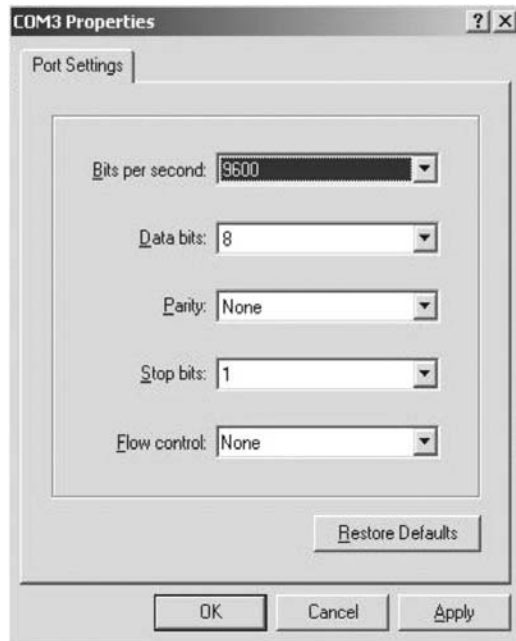 COM3 Properties
Port Settings
Bits per second: 9600
Data bits: 8
Parity: None
Stop bits: 1
Flow control: None
Restore Defaults
OK Cancel Apply